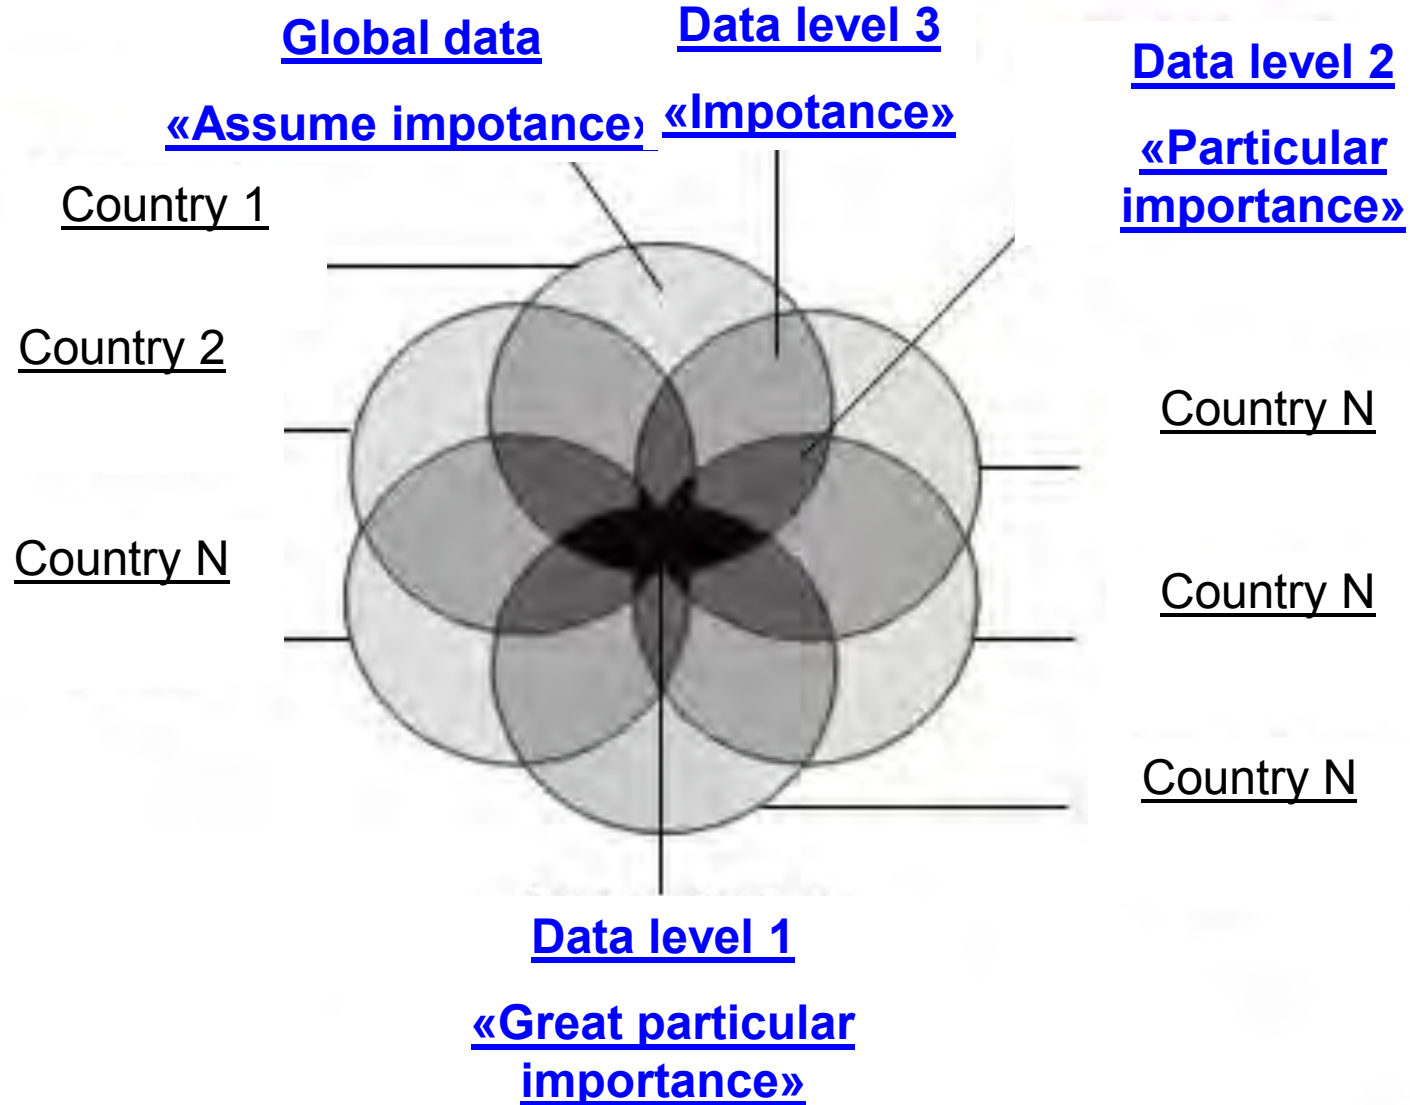 Global data
«Assume impotance»
Data level 3
«Impotance»
Data level 2
«Particular
importance»
Country 1
Country 2
Country N
Country N
Country N
Country N
Data level 1
«Great particular
importance»